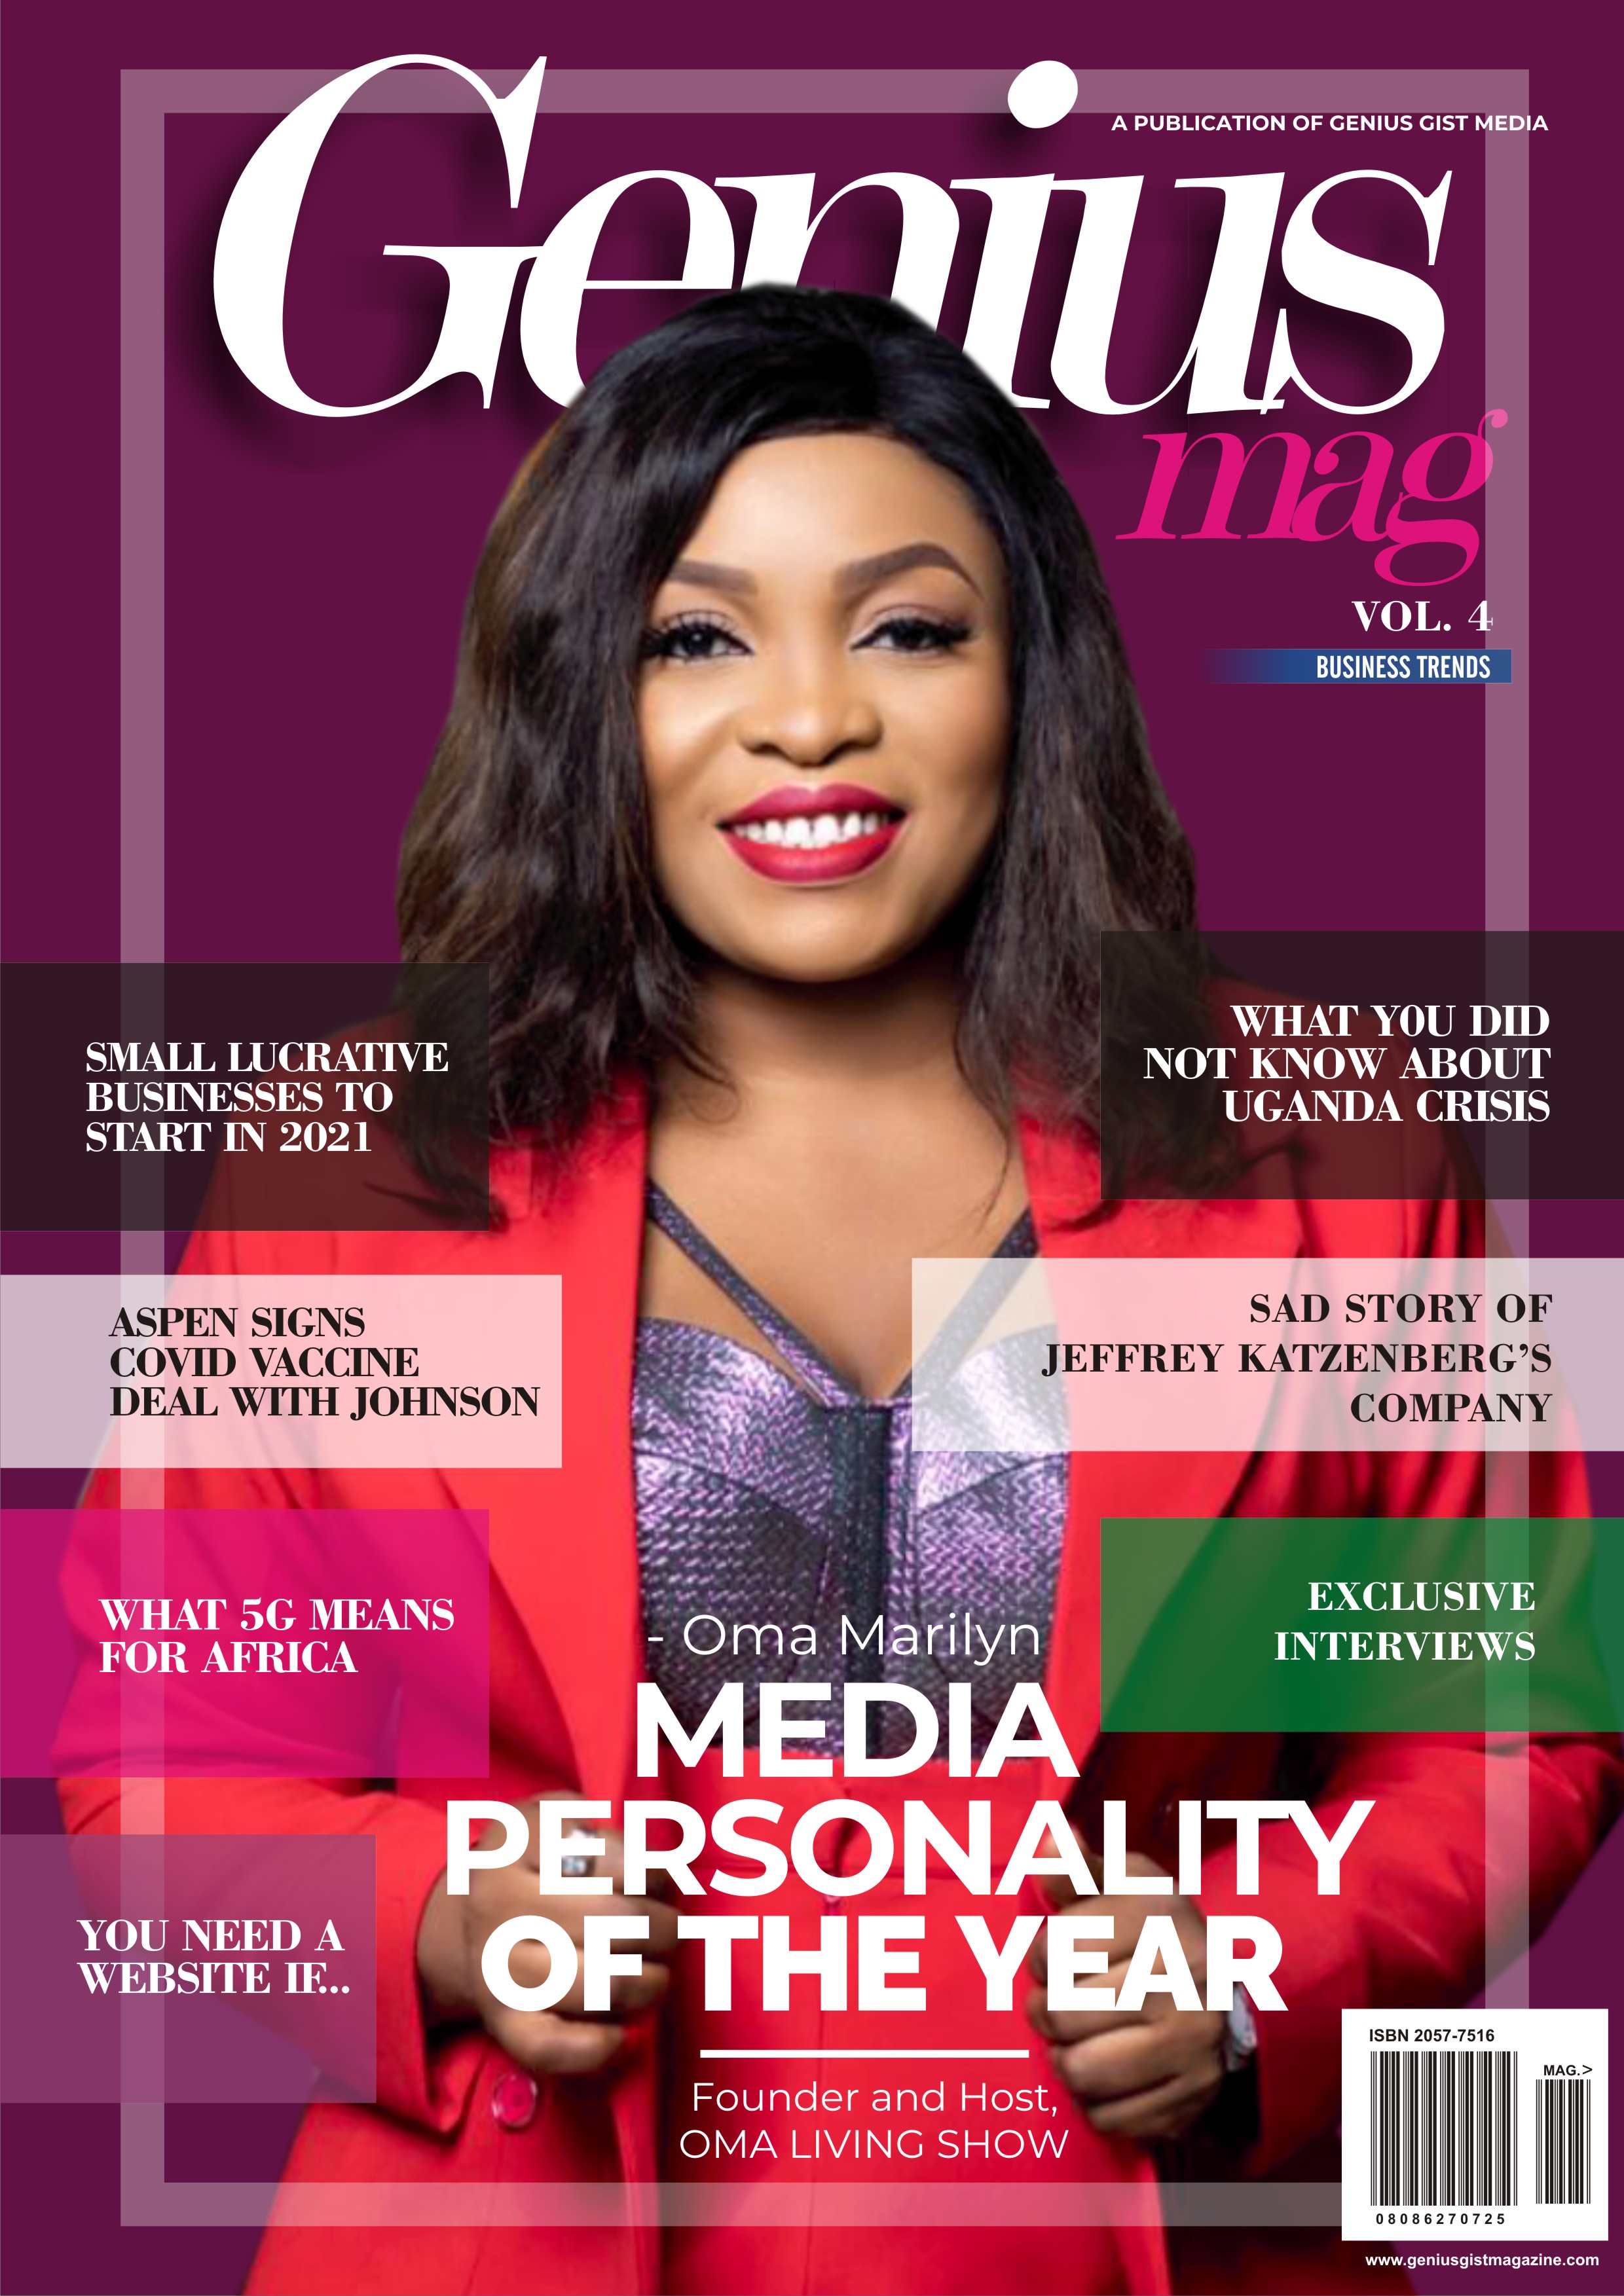 A PUBLICATION OF GENIUS GIST MEDIA
Genius
mag
VOL. 4
BUSINESS TRENDS
SMALL LUCRATIVE
BUSINESSES TO
START IN 2021
WHAT YOU DID
NOT KNOW ABOUT
UGANDA CRISIS
ASPEN SIGNS
COVID VACCINE
DEAL WITH JOHNSON
SAD STORY OF
JEFFREY KATZENBERG'S
COMPANY
WHAT 5G MEANS
FOR AFRICA
EXCLUSIVE
INTERVIEWS
- Oma Marilyn
MEDIA
PERSONALITY
OF THE YEAR
YOU NEED A
WEBSITE IF..
Founder and Host,
OMA LIVING SHOW
ISBN 2057-7516
MAG.>
08086270725
www.geniusgistmagazine.com